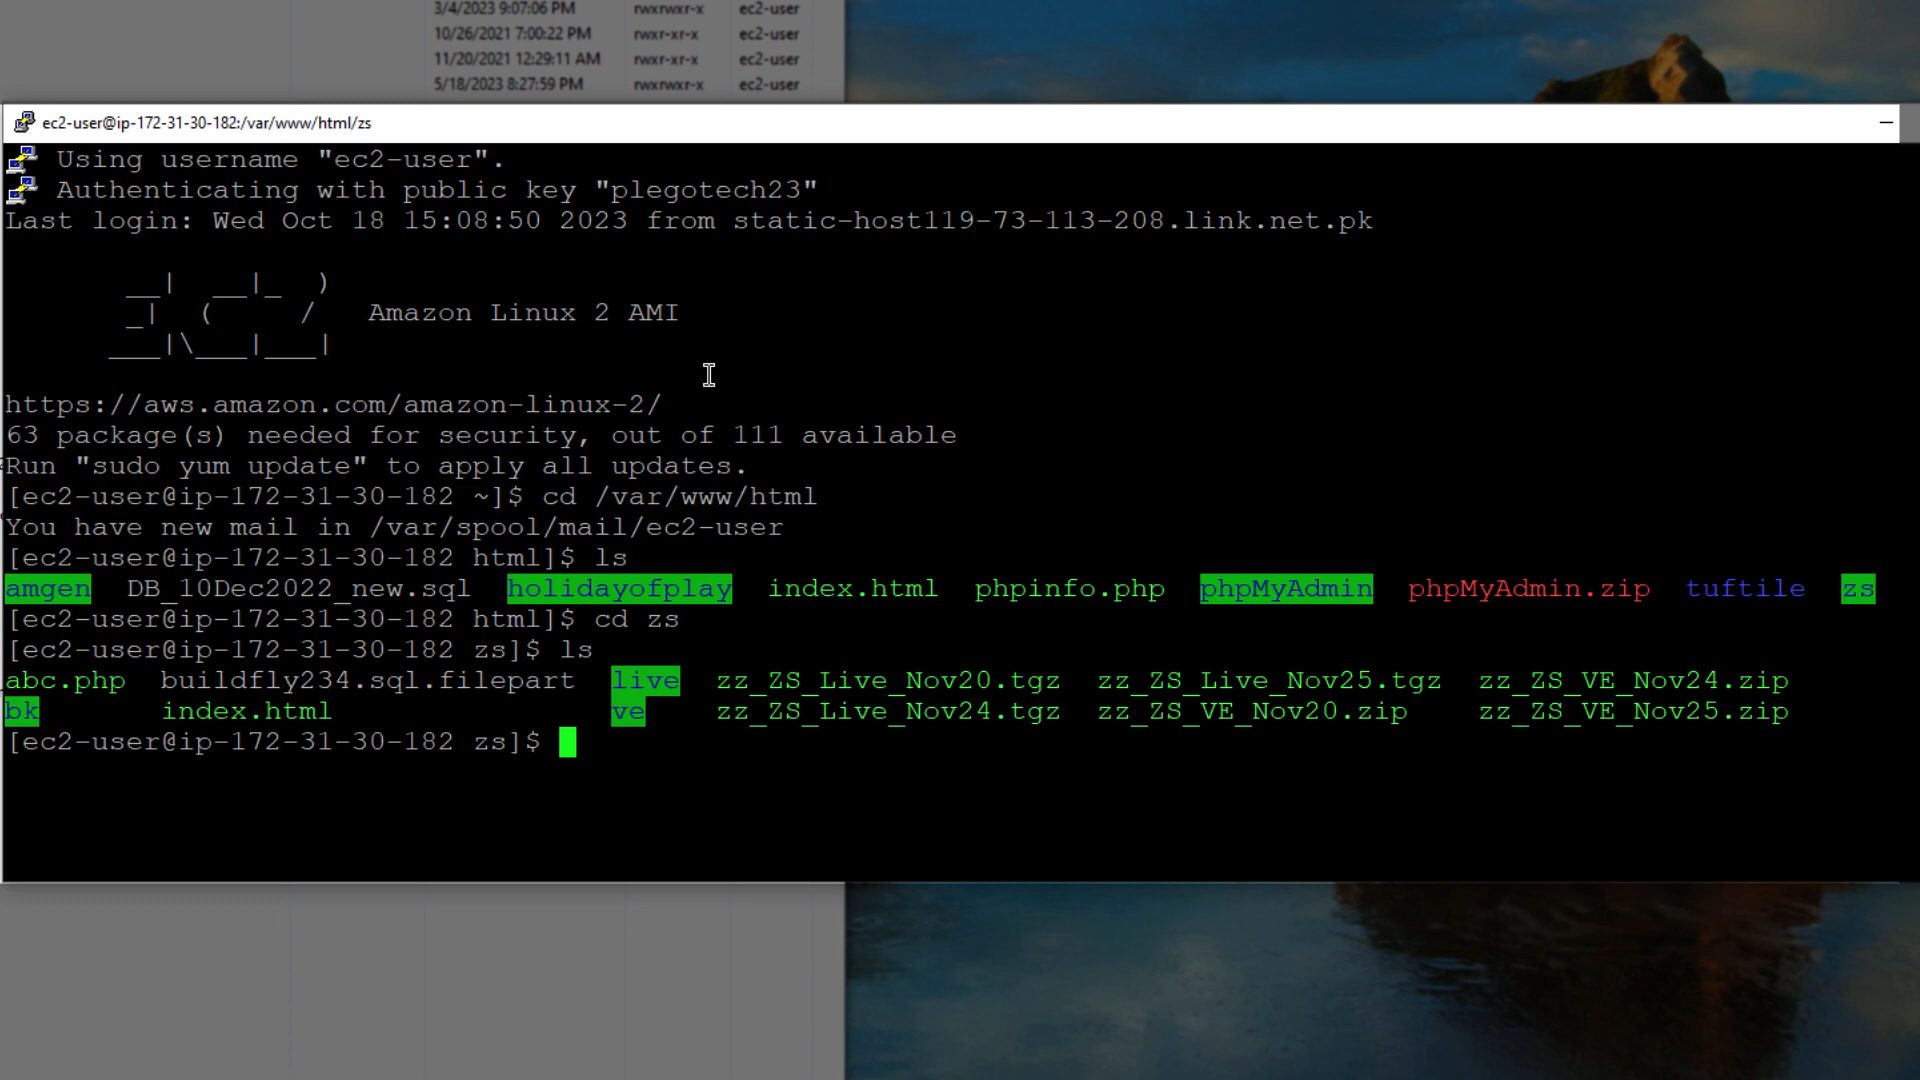 3/4/2023 9:07:06 PM rwxrwxr-x ec2-user
10/26/2021 7:00:22 PM rwxr-xr-x ec2-user
11/20/2021 12:29:11 AM rwxr-xr-x ec2-user
5/18/2023 8:27:59 PM rwxrwxr-x ec2-user
ec2-user@ip-172-31-30-182:/var/www/html/zs
Using username "ec2-user".
Authenticating with public key "plegotech23"
Last login: Wed Oct 18 15:08:50 2023 from static-host119-73-113-208.link.net.pk
__|  __|_  )
_|  (     /   Amazon Linux 2 AMI
___|\___|___|
https://aws.amazon.com/amazon-linux-2/
63 package(s) needed for security, out of 111 available
Run "sudo yum update" to apply all updates.
[ec2-user@ip-172-31-30-182 ~]$ cd /var/www/html
You have new mail in /var/spool/mail/ec2-user
[ec2-user@ip-172-31-30-182 html]$ ls
amgen DB_10Dec2022_new.sql holidayofplay index.html phpinfo.php phpMyAdmin phpMyAdmin.zip tuftile zs
[ec2-user@ip-172-31-30-182 html]$ cd zs
[ec2-user@ip-172-31-30-182 zs]$ ls
abc.php buildfly234.sql.filepart live zz_ZS_Live_Nov20.tgz zz_ZS_Live_Nov25.tgz zz_ZS_VE_Nov24.zip
bk index.html ve zz_ZS_Live_Nov24.tgz zz_ZS_VE_Nov20.zip zz_ZS_VE_Nov25.zip
[ec2-user@ip-172-31-30-182 zs]$